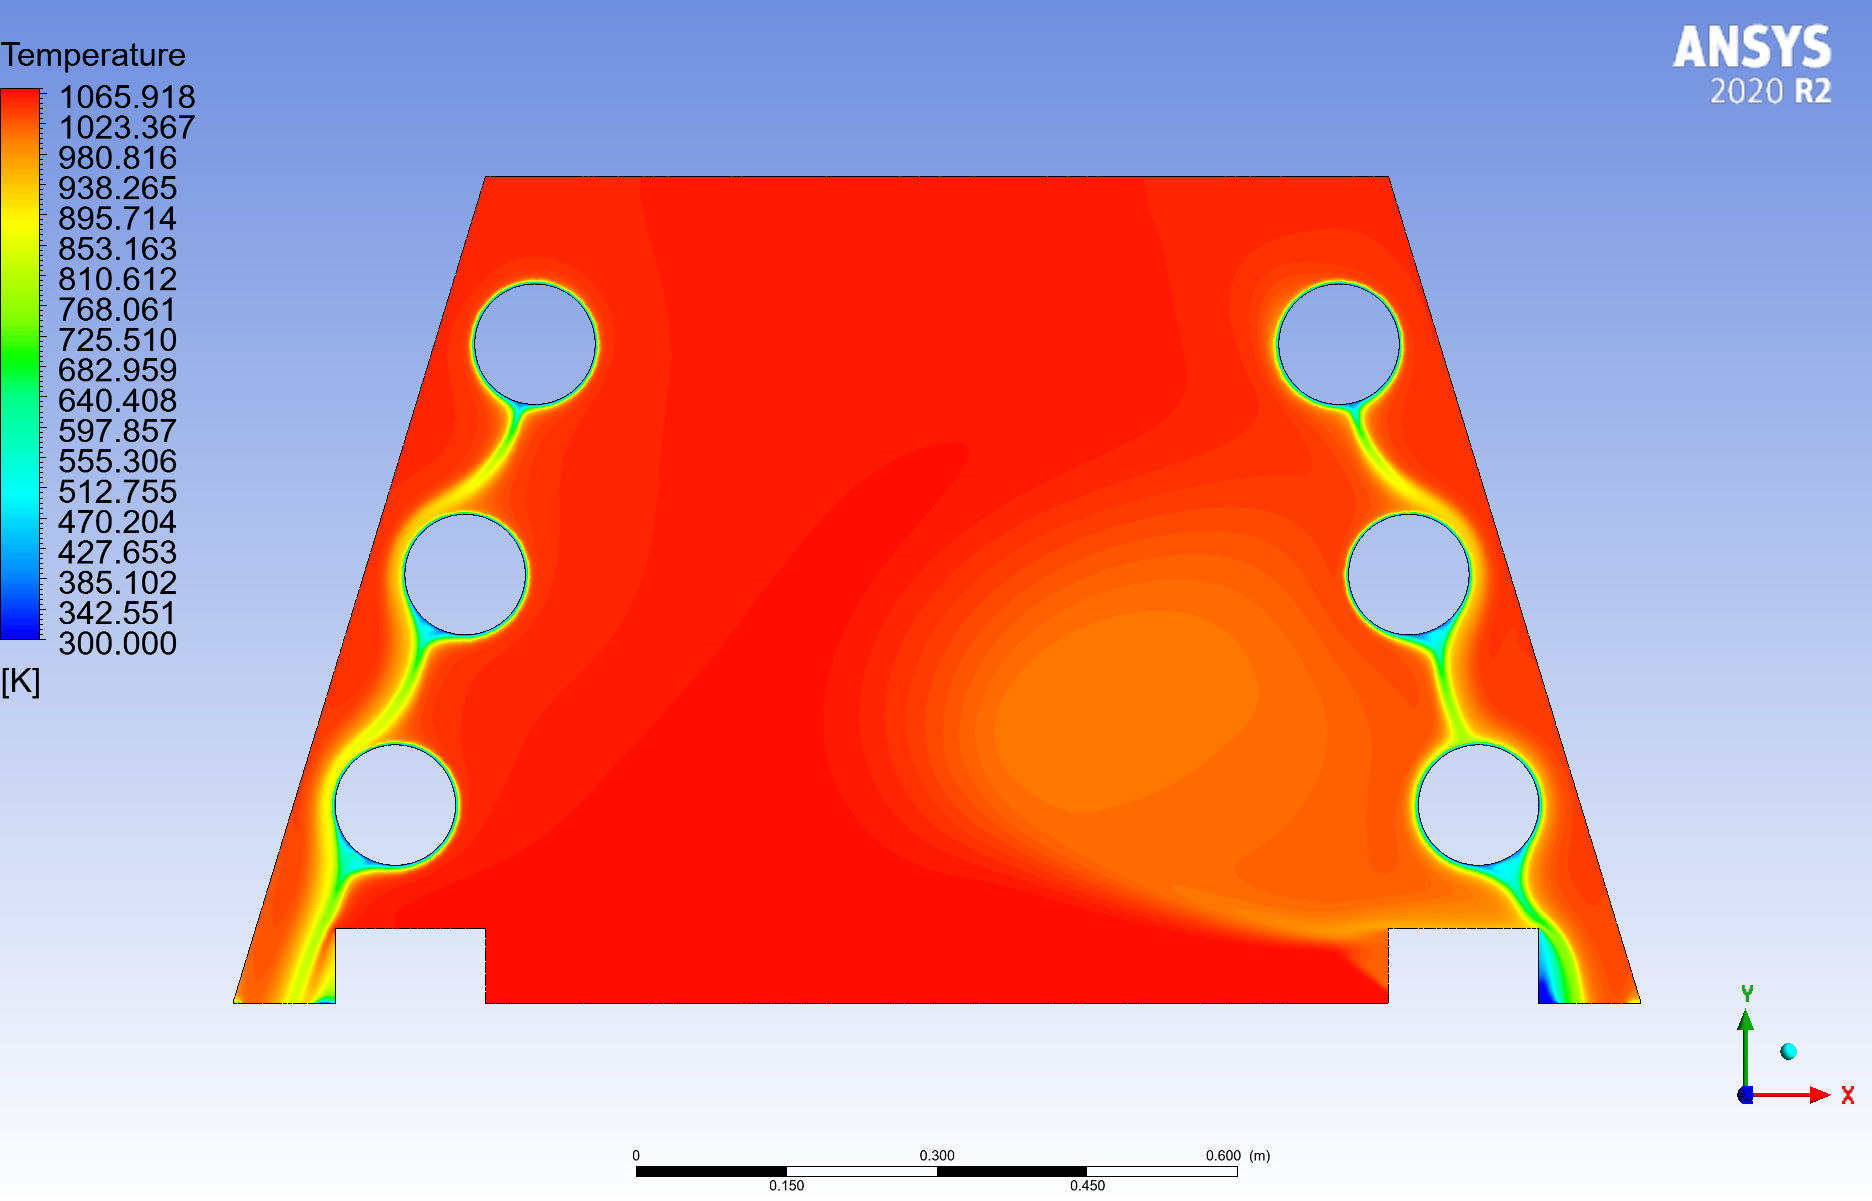 Temperature
1065.918
1023.367
980.816
938.265
895.714
853.163
810.612
768.061
725.510
682.959
640.408
597.857
555.306
512.755
470.204
427.653
385.102
342.551
300.000
[K]
ANSYS
2020 R2
Y
X
0 0.300 0.600 (m)
0.150 0.450